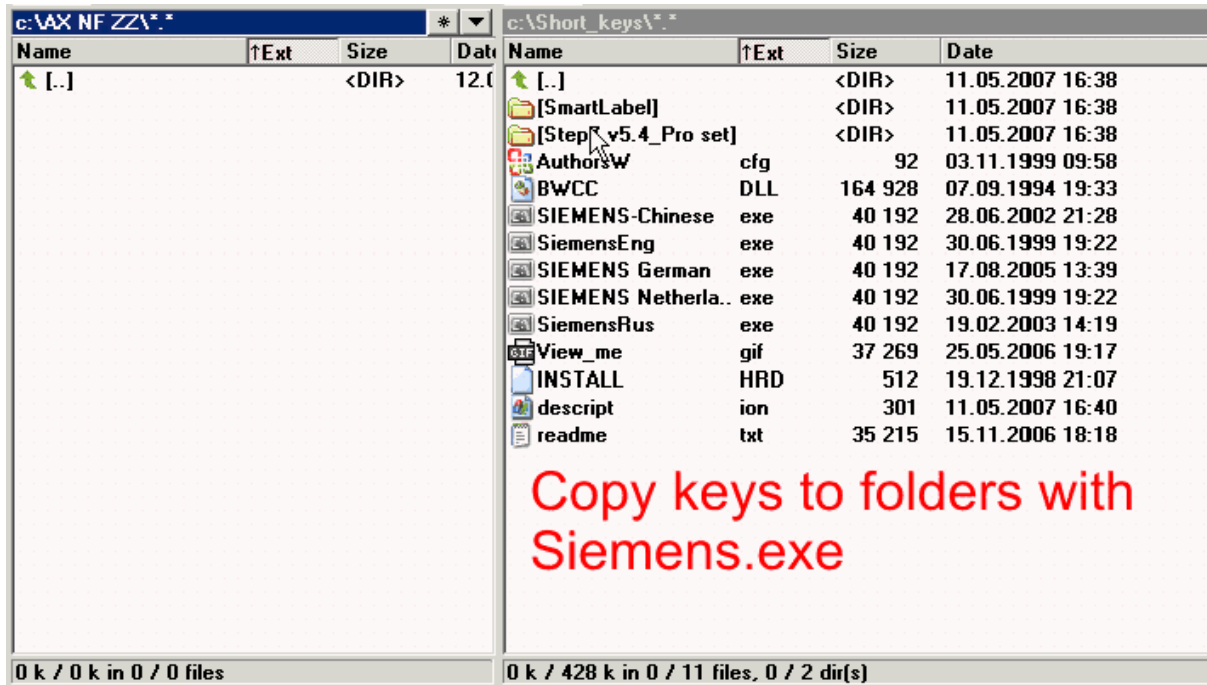 c:\AX NF ZZ\*.* * ▼
Name ↑Ext Size Dat
[..] <DIR> 12.0
0 k / 0 k in 0 / 0 files
c:\Short_keys\*.*
Name ↑Ext Size Date
[..] <DIR> 11.05.2007 16:38
[SmartLabel] <DIR> 11.05.2007 16:38
[Step v5.4_Pro set] <DIR> 11.05.2007 16:38
AuthorsW cfg 92 03.11.1999 09:58
BWCC DLL 164 928 07.09.1994 19:33
SIEMENS-Chinese exe 40 192 28.06.2002 21:28
SiemensEng exe 40 192 30.06.1999 19:22
SIEMENS German exe 40 192 17.08.2005 13:39
SIEMENS Netherla.. exe 40 192 30.06.1999 19:22
SiemensRus exe 40 192 19.02.2003 14:19
GIF View_me gif 37 269 25.05.2006 19:17
INSTALL HRD 512 19.12.1998 21:07
descript ion 301 11.05.2007 16:40
readme txt 35 215 15.11.2006 18:18
Copy keys to folders with
Siemens.exe
0 k / 428 k in 0 / 11 files, 0 / 2 dir(s)